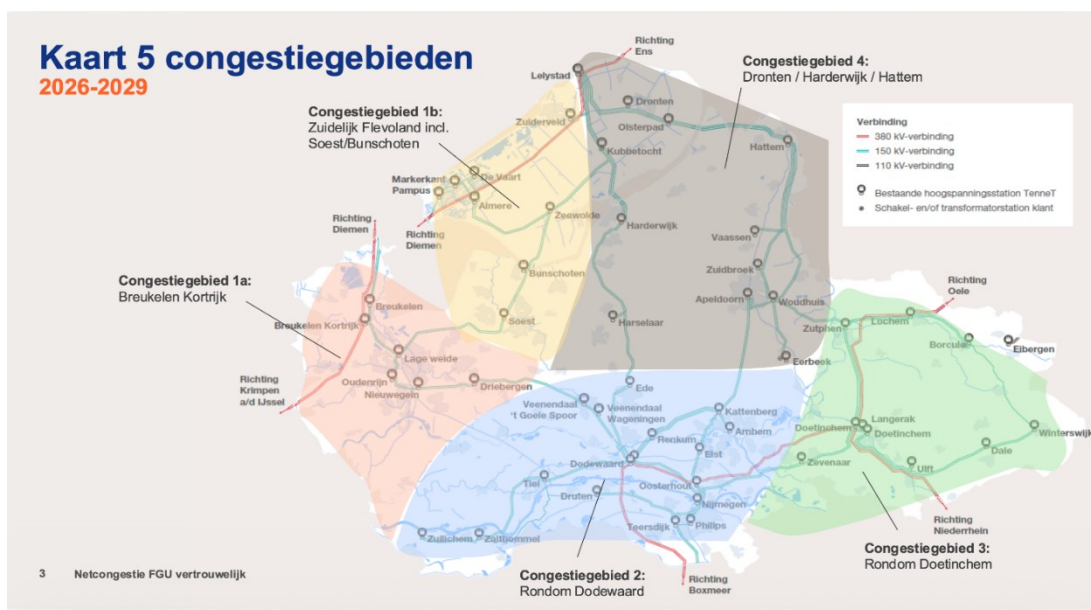 Kaart 5 congestiegebieden
2026-2029
Richting
Ens
Lelystad
Congestiegebied 4:
Dronten / Harderwijk / Hattem
Congestiegebied 1b:
Zuidelijk Flevoland incl.
Soest/Bunschoten
Verbinding
380 kV-verbinding
150 kV-verbinding
110 kV-verbinding
Bestaande hoogspanningsstation TenneT
Schakel- en/of transformatorstation klant
Dronten
Zuiderveld
Olsterpad
Hattem
Kubbetocht
De Vaart
Markerkant
Pampus
Almere
Zeewolde
Harderwijk
Richting
Diemen
Richting
Diemen
Vaassen
Zuidbroek
Bunschoten
Congestiegebied 1a:
Breukelen Kortrijk
Richting
Oele
Apeldoorn
Woudhuis
Breukelen
Breukelen Kortrijk
Soest
Harselaar
Zutphen
Lochem
Borculo
Eibergen
Lage weide
Eerbeek
Oudenrijn
Nieuwegein
Driebergen
Richting
Krimpen
a/d IJssel
Ede
Veenendaal
't Goeie Spoor
Veenendaal
Wageningen
Kattenberg
Arnhem
Renkum
Elst
Langerak
Doetinchem
Doetinchem
Winterswijk
Dale
Dodewaard
Zevenaar
Ulft
Tiel
Oosterhout
Druten
Nijmegen
Teersdijk
Philips
Zuilichem
Zaltbommel
Richting
Niederrhein
Congestiegebied 3:
Rondom Doetinchem
Congestiegebied 2:
Rondom Dodewaard
Richting
Boxmeer
3 Netcongestie FGU vertrouwelijk